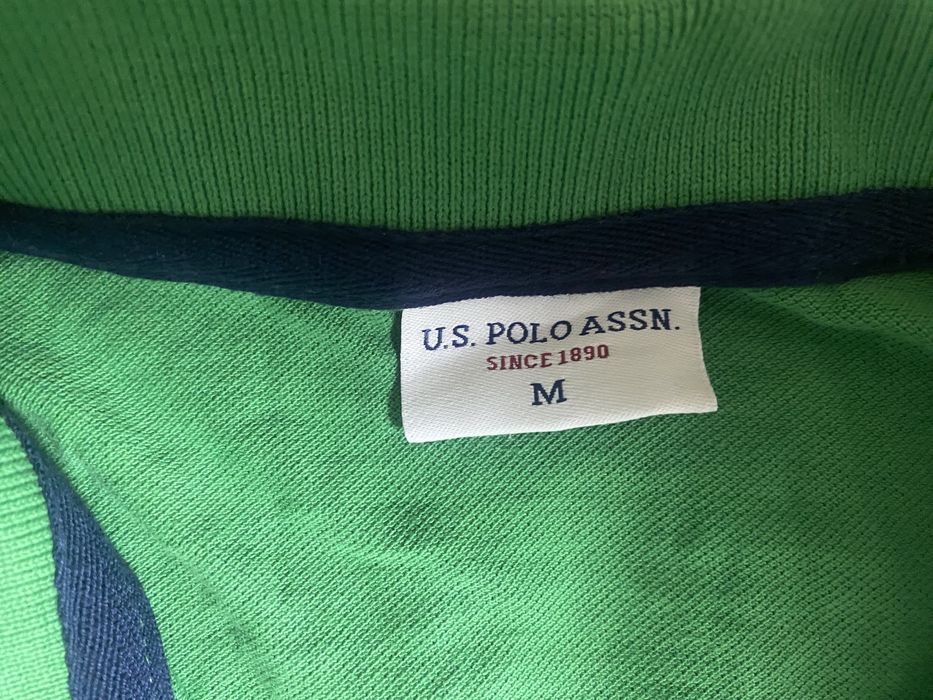 U.S. POLO ASSN.
SINCE 1890
M